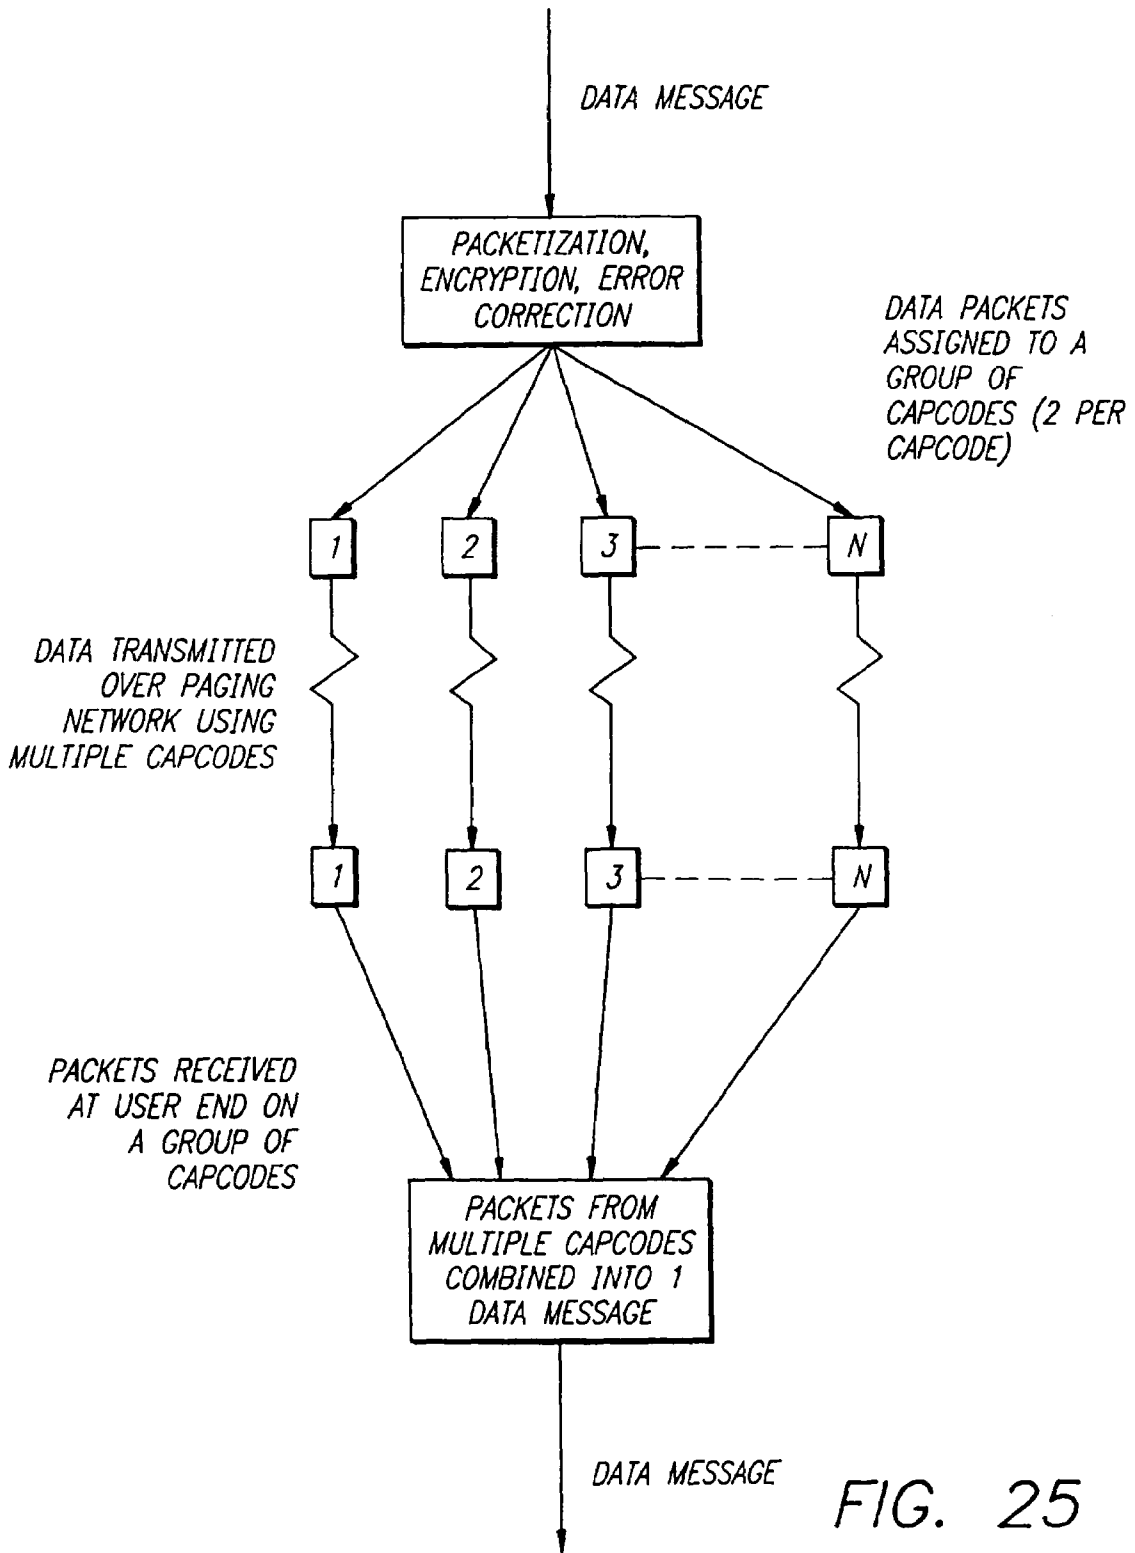 DATA MESSAGE
PACKETIZATION,
ENCRYPTION, ERROR
CORRECTION
DATA PACKETS
ASSIGNED TO A
GROUP OF
CAPCODES (2 PER
CAPCODE)
1
2
3
N
DATA TRANSMITTED
OVER PAGING
NETWORK USING
MULTIPLE CAPCODES
1
2
3
N
PACKETS RECEIVED
AT USER END ON
A GROUP OF
CAPCODES
PACKETS FROM
MULTIPLE CAPCODES
COMBINED INTO 1
DATA MESSAGE
DATA MESSAGE
FIG. 25